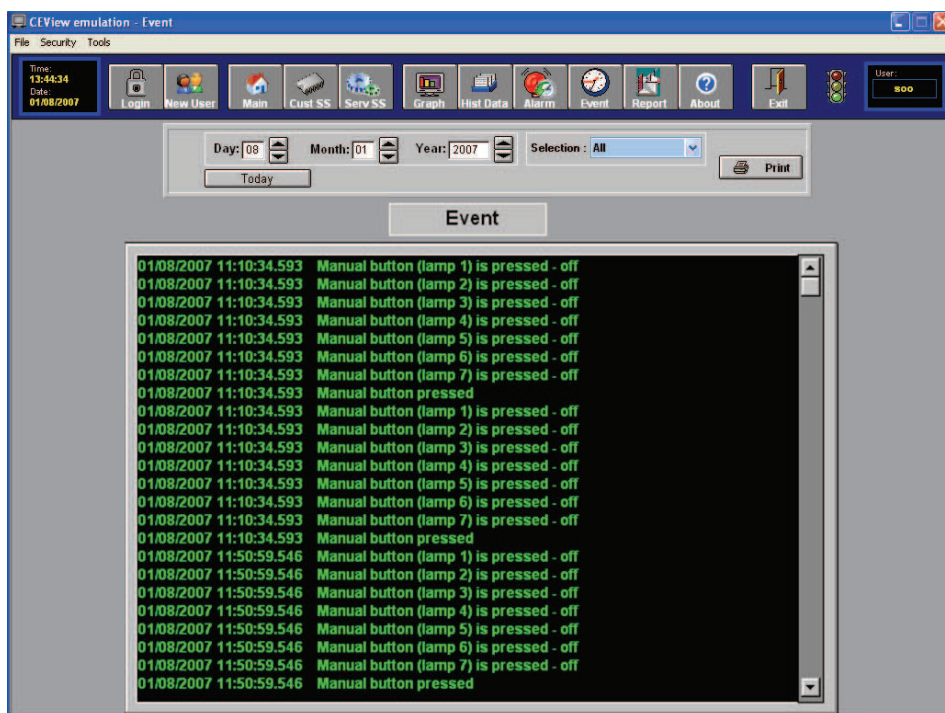 CEView emulation - Event
File Security Tools
Time:
13:44:34
Date:
01/08/2007
Login
New User
Main
Cust SS
Serv SS
Graph
Hist Data
Alarm
Event
Report
About
Exit
User:
soo
Day: 08 Month: 01 Year: 2007 Selection : All
Today
Print
Event
01/08/2007 11:10:34.593 Manual button (lamp 1) is pressed - off
01/08/2007 11:10:34.593 Manual button (lamp 2) is pressed - off
01/08/2007 11:10:34.593 Manual button (lamp 3) is pressed - off
01/08/2007 11:10:34.593 Manual button (lamp 4) is pressed - off
01/08/2007 11:10:34.593 Manual button (lamp 5) is pressed - off
01/08/2007 11:10:34.593 Manual button (lamp 6) is pressed - off
01/08/2007 11:10:34.593 Manual button (lamp 7) is pressed - off
01/08/2007 11:10:34.593 Manual button pressed
01/08/2007 11:10:34.593 Manual button (lamp 1) is pressed - off
01/08/2007 11:10:34.593 Manual button (lamp 2) is pressed - off
01/08/2007 11:10:34.593 Manual button (lamp 3) is pressed - off
01/08/2007 11:10:34.593 Manual button (lamp 4) is pressed - off
01/08/2007 11:10:34.593 Manual button (lamp 5) is pressed - off
01/08/2007 11:10:34.593 Manual button (lamp 6) is pressed - off
01/08/2007 11:10:34.593 Manual button (lamp 7) is pressed - off
01/08/2007 11:10:34.593 Manual button pressed
01/08/2007 11:50:59.546 Manual button (lamp 1) is pressed - off
01/08/2007 11:50:59.546 Manual button (lamp 2) is pressed - off
01/08/2007 11:50:59.546 Manual button (lamp 3) is pressed - off
01/08/2007 11:50:59.546 Manual button (lamp 4) is pressed - off
01/08/2007 11:50:59.546 Manual button (lamp 5) is pressed - off
01/08/2007 11:50:59.546 Manual button (lamp 6) is pressed - off
01/08/2007 11:50:59.546 Manual button (lamp 7) is pressed - off
01/08/2007 11:50:59.546 Manual button pressed